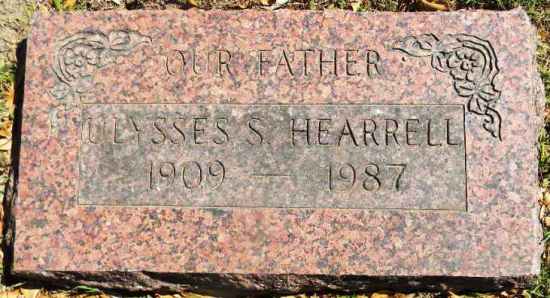 OUR FATHER
ULYSSES S. HEARRELL
1909 — 1987